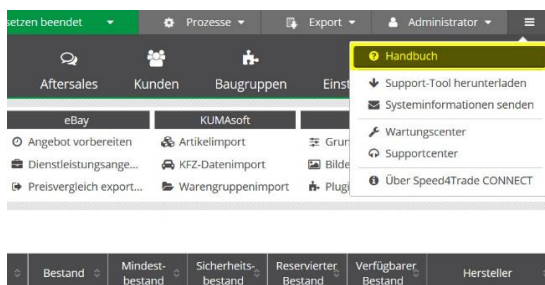 setzen beendet Prozesse Export Administrator
Handbuch
Support-Tool herunterladen
Systeminformationen senden
Wartungscenter
Supportcenter
Über Speed4Trade CONNECT
Aftersales Kunden Baugruppen Einst
eBay KUMAsoft
Angebot vorbereiten Artikelimport Grun
Dienstleistungsange... KFZ-Datenimport Bilde
Preisvergleich export... Warengruppenimport Plugi
Bestand Mindest-bestand Sicherheits-bestand Reservierter Bestand Verfügbarer Bestand Hersteller